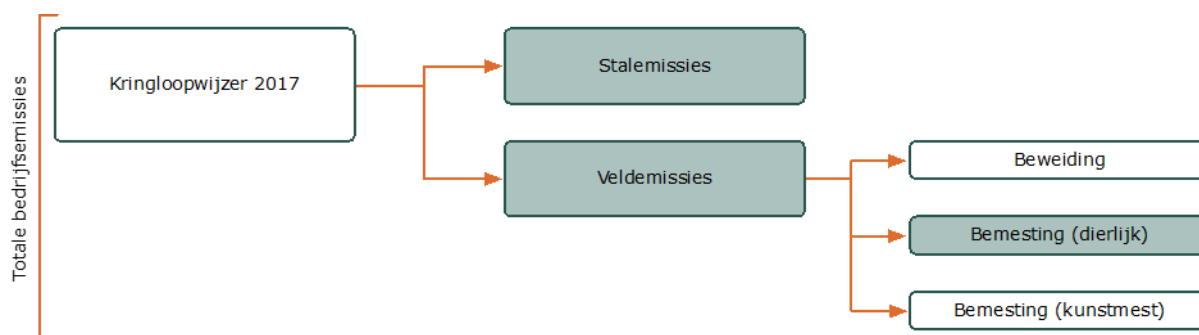 Totale bedrijfsemissies
Kringloopwijzer 2017
Stalemissies
Veldemissies
Beweiding
Bemesting (dierlijk)
Bemesting (kunstmest)